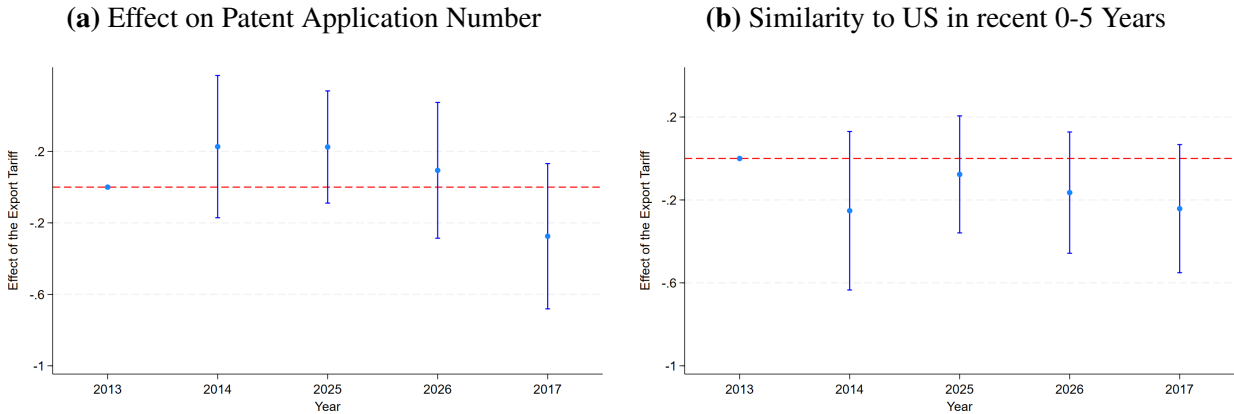 (a) Effect on Patent Application Number
Effect of the Export Tariff
.2
-.2
-.6
-1
2013 2014 2025 2026 2017
Year
(b) Similarity to US in recent 0-5 Years
Effect of the Export Tariff
.2
-.2
-.6
-1
2013 2014 2025 2026 2017
Year